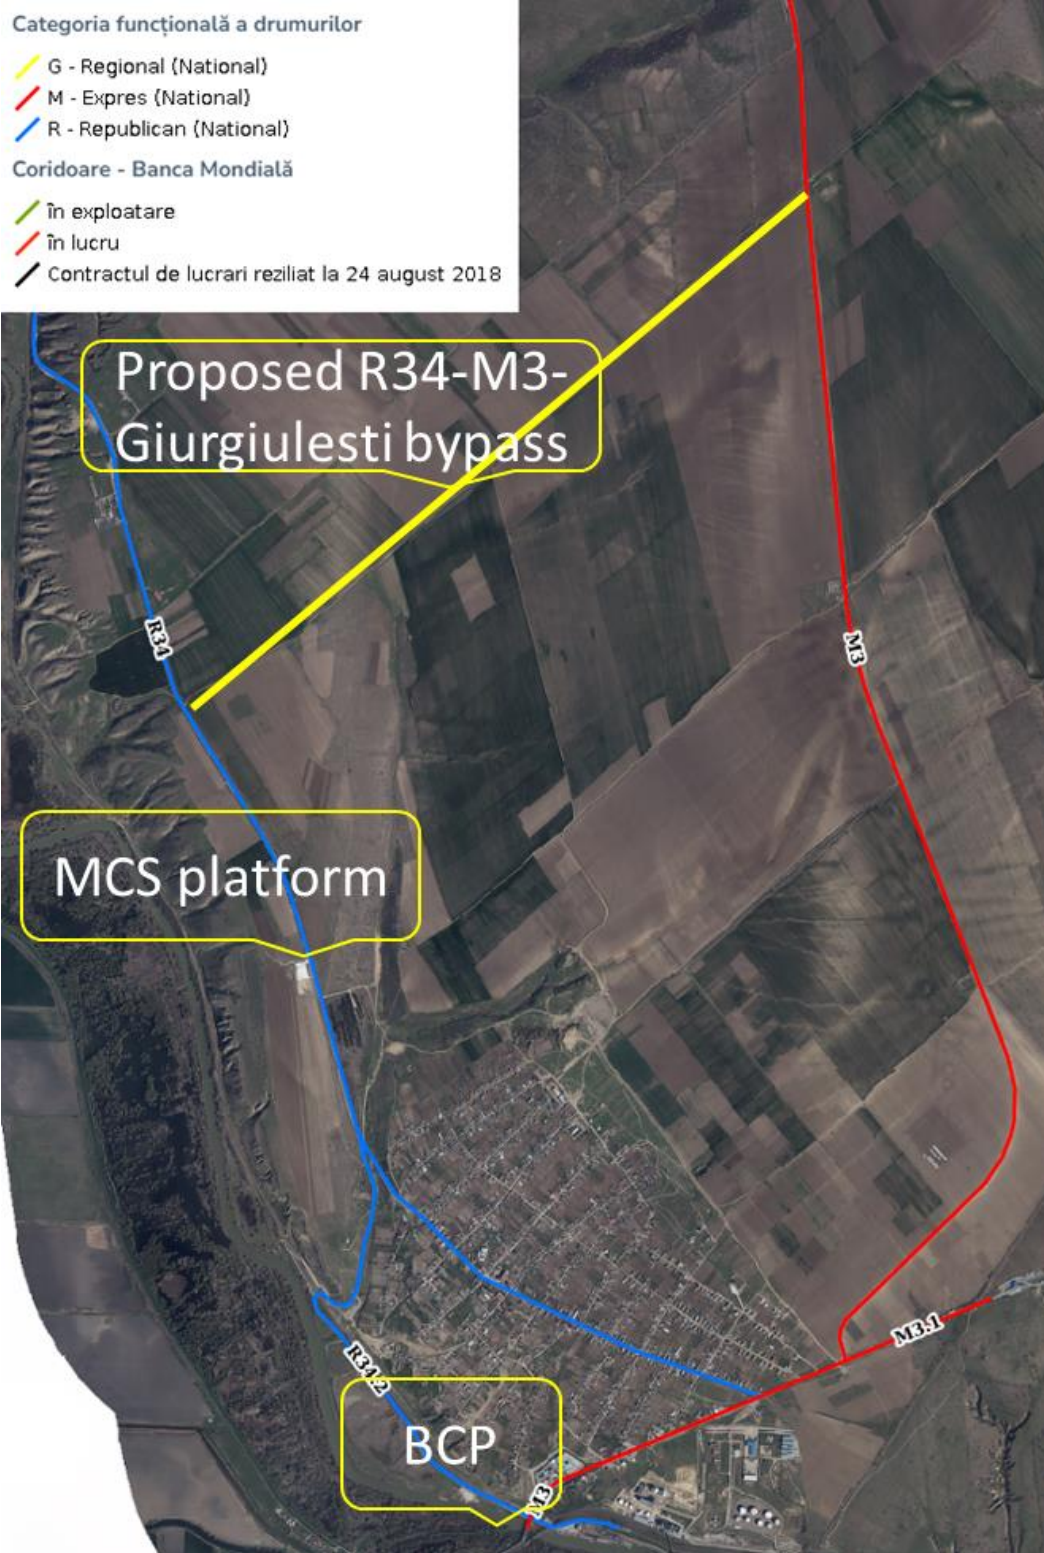 Categoria funcțională a drumurilor
G - Regional (National)
M - Expres (National)
R - Republican (National)
Coridoare - Banca Mondială
în exploatare
în lucru
Contractul de lucrari reziliat la 24 august 2018
Proposed R34-M3-
Giurgiulesti bypass
R34
M3
MCS platform
M3.1
R34.2
BCP
M3